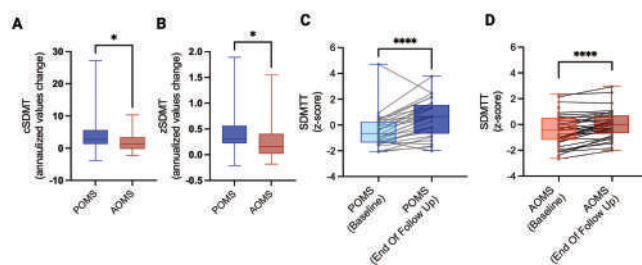 A
B
C
D
*
*
****
****
cSDMT
(annaulized values change)
30
20
10
0
-10
POMS
AOMS
zSDMT
(annualized values change)
2.0
1.5
1.0
0.5
0.0
-0.5
POMS
AOMS
SDMTT
(z-score)
6
4
2
0
-2
-4
POMS
(Baseline)
POMS
(End Of Follow Up)
SDMTT
(z-score)
6
4
2
0
-2
-4
AOMS
(Baseline)
AOMS
(End Of Follow Up)